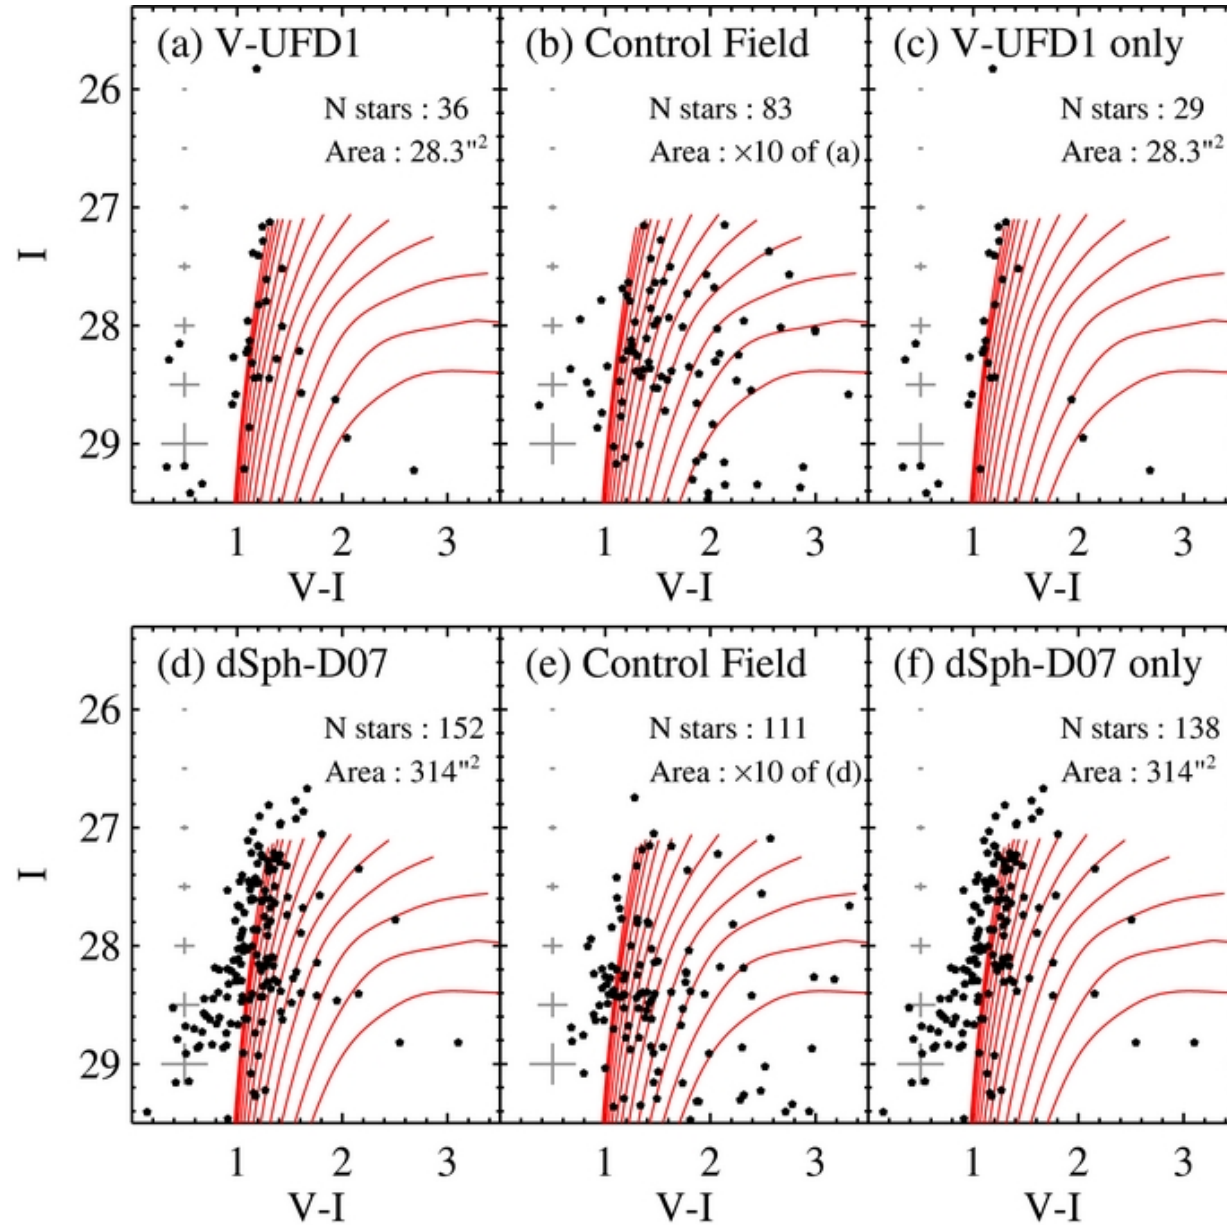 (a) V-UFD1
N stars : 36
Area : 28.3"2
(b) Control Field
N stars : 83
Area : ×10 of (a)
(c) V-UFD1 only
N stars : 29
Area : 28.3"2
26
27
28
29
I
1 2 3
V-I
1 2 3
V-I
1 2 3
V-I
(d) dSph-D07
N stars : 152
Area : 314"2
(e) Control Field
N stars : 111
Area : ×10 of (d)
(f) dSph-D07 only
N stars : 138
Area : 314"2
26
27
28
29
I
1 2 3
V-I
1 2 3
V-I
1 2 3
V-I